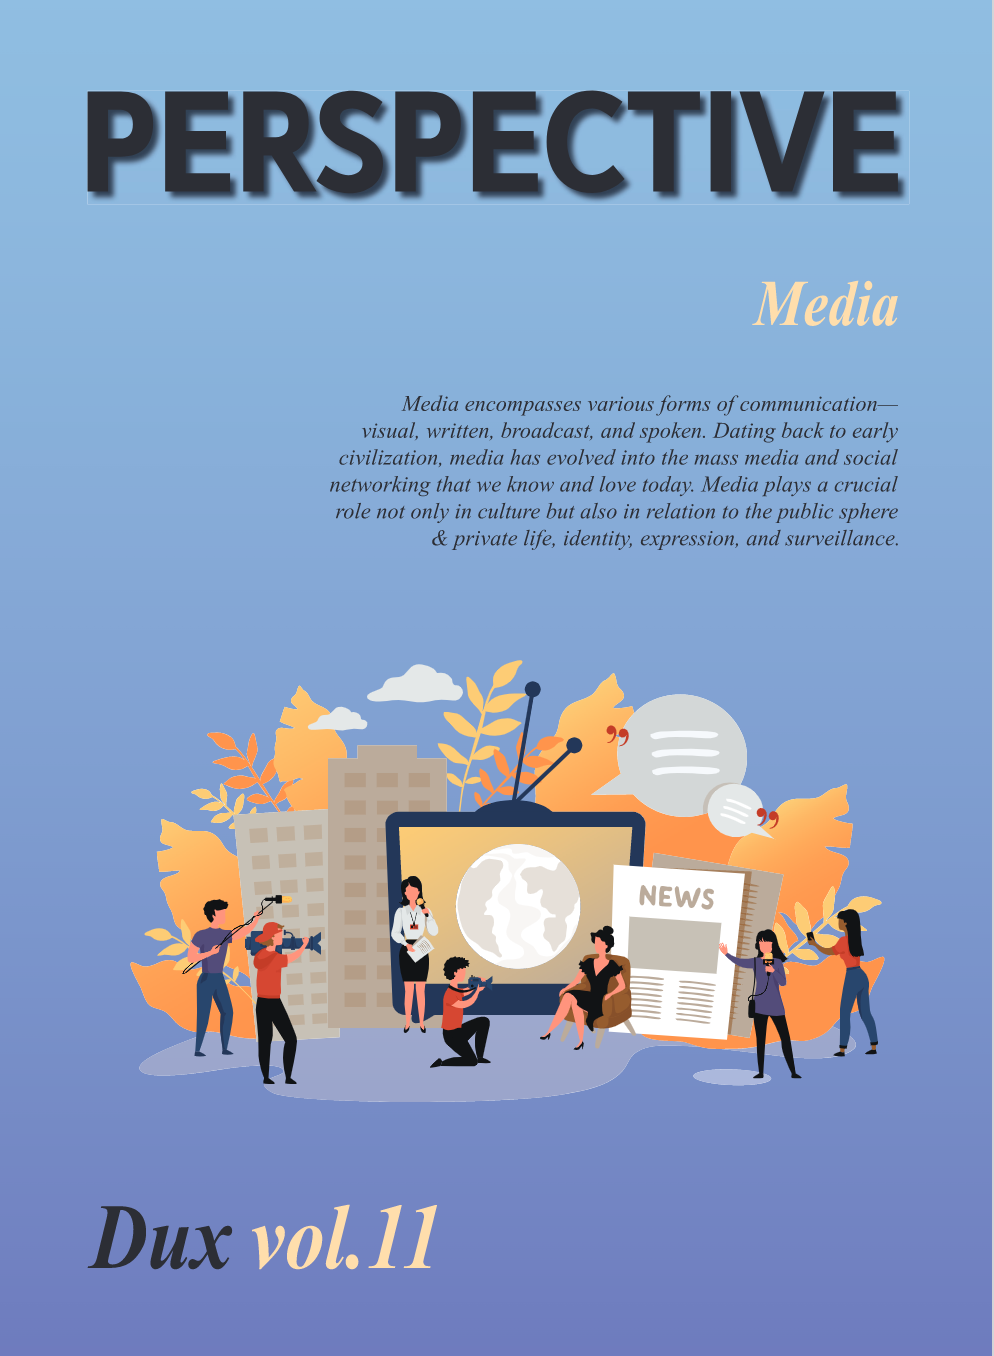 PERSPECTIVE
Media
Media encompasses various forms of communication—
visual, written, broadcast, and spoken. Dating back to early
civilization, media has evolved into the mass media and social
networking that we know and love today. Media plays a crucial
role not only in culture but also in relation to the public sphere
& private life, identity, expression, and surveillance.
NEWS
Dux vol.11